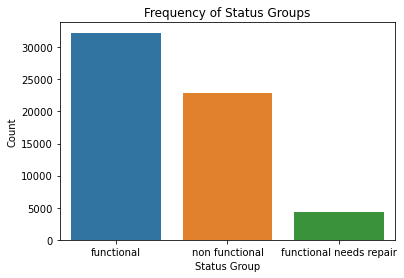 Frequency of Status Groups
Count
30000
25000
20000
15000
10000
5000
0
functional
non functional
functional needs repair
Status Group